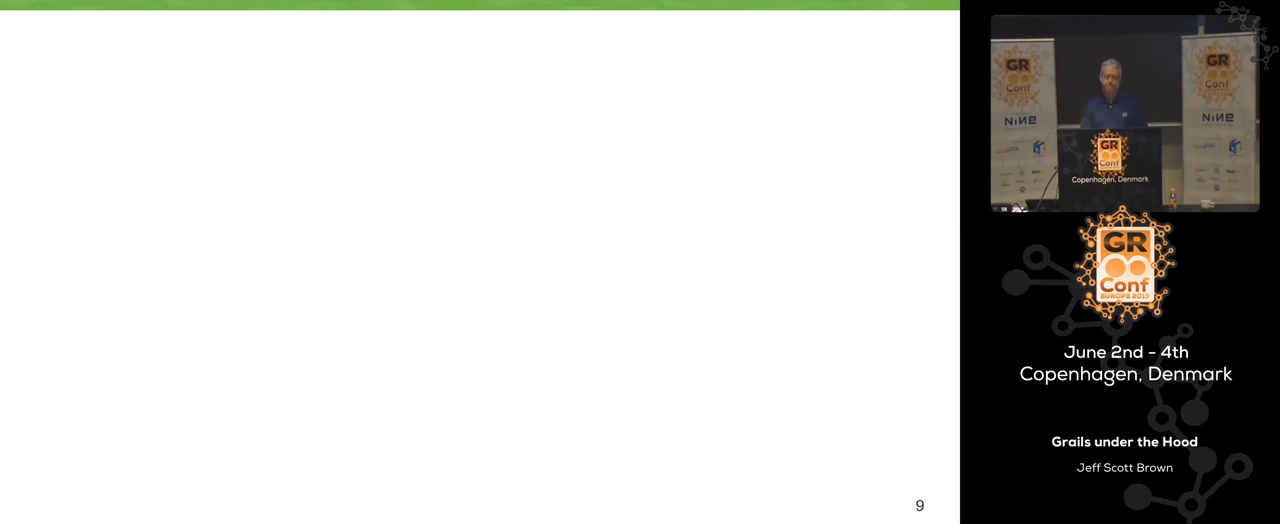 9
GR
Conf
NINE
GR
Conf
NINE
GR
Conf
Copenhagen, Denmark
GR
Conf
EUROPE 2015
June 2nd - 4th
Copenhagen, Denmark
Grails under the Hood
Jeff Scott Brown